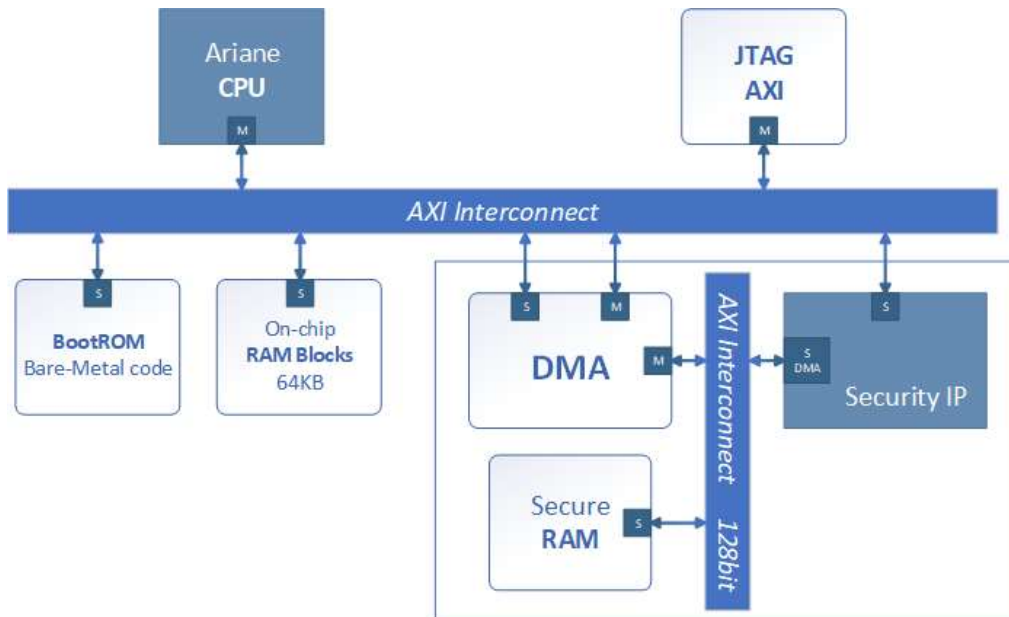 Ariane
CPU
M
JTAG
AXI
M
AXI Interconnect
S
BootROM
Bare-Metal code
S
On-chip
RAM Blocks
64KB
S
M
DMA
M
AXI Interconnect 128bit
S
S
DMA
Security IP
Secure
RAM
S